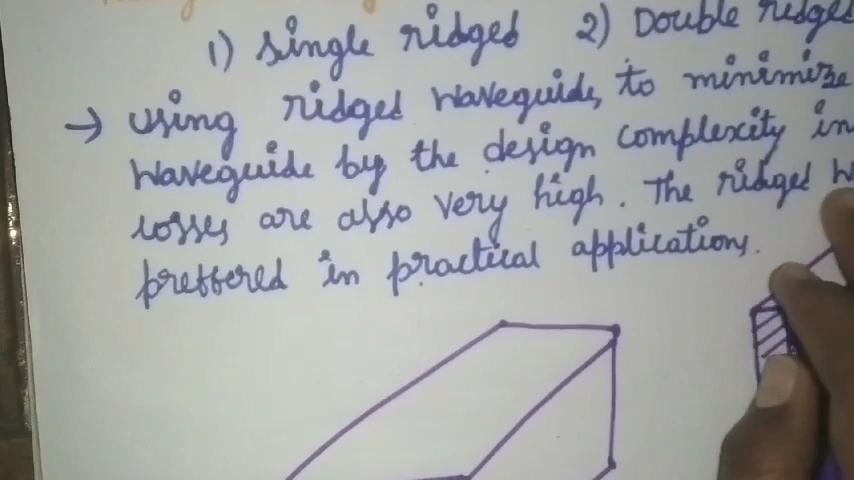 1) Single ridged 2) Double ridged
→ using ridged waveguide, to minimize
waveguide by the design complexity in
losses are also very high. The ridged w
preffered in practical applications.